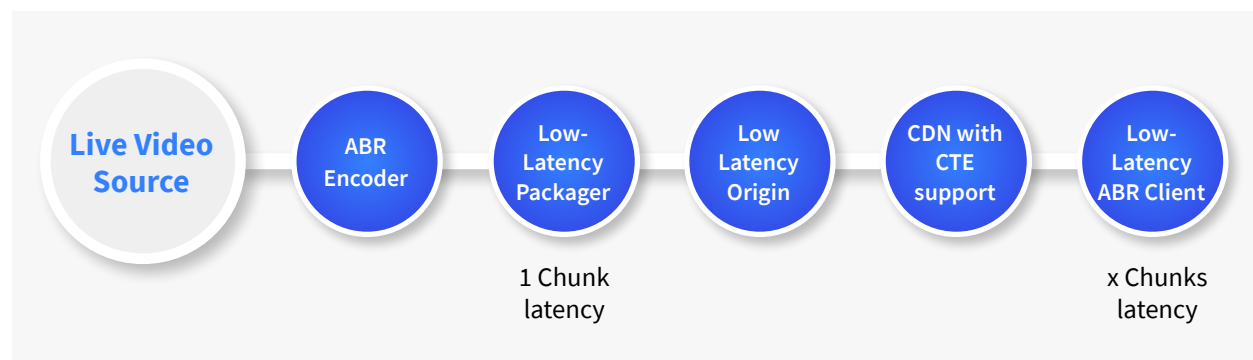 Live Video
Source
ABR
Encoder
Low-
Latency
Packager
Low
Latency
Origin
CDN with
CTE
support
Low-
Latency
ABR Client
1 Chunk
latency
x Chunks
latency